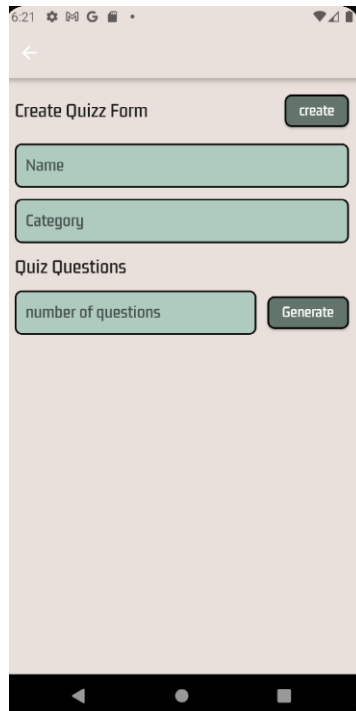 6:21 G
Create Quizz Form create
Name
Category
Quiz Questions
number of questions Generate